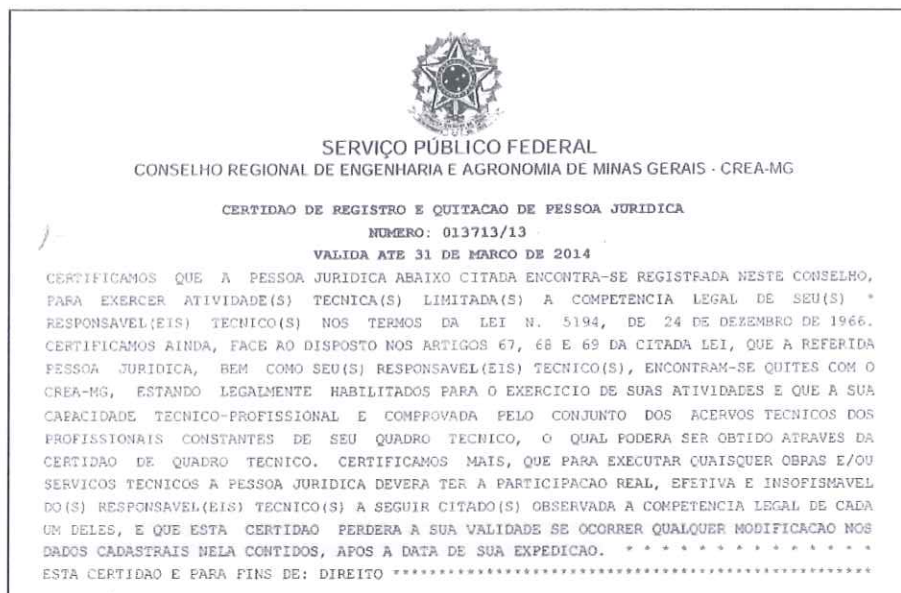 SERVIÇO PÚBLICO FEDERAL
CONSELHO REGIONAL DE ENGENHARIA E AGRONOMIA DE MINAS GERAIS - CREA-MG
CERTIDAO DE REGISTRO E QUITACAO DE PESSOA JURIDICA
NUMERO: 013713/13
VALIDA ATE 31 DE MARCO DE 2014
CERTIFICAMOS QUE A PESSOA JURIDICA ABAIXO CITADA ENCONTRA-SE REGISTRADA NESTE CONSELHO,
PARA EXERCER ATIVIDADE(S) TECNICA(S) LIMITADA(S) A COMPETENCIA LEGAL DE SEU(S) *
RESPONSAVEL(EIS) TECNICO(S) NOS TERMOS DA LEI N. 5194, DE 24 DE DEZEMBRO DE 1966.
CERTIFICAMOS AINDA, FACE AO DISPOSTO NOS ARTIGOS 67, 68 E 69 DA CITADA LEI, QUE A REFERIDA
PESSOA JURIDICA, BEM COMO SEU(S) RESPONSAVEL(EIS) TECNICO(S), ENCONTRAM-SE QUITES COM O
CREA-MG, ESTANDO LEGALMENTE HABILITADOS PARA O EXERCICIO DE SUAS ATIVIDADES E QUE A SUA
CAPACIDADE TECNICO-PROFISSIONAL E COMPROVADA PELO CONJUNTO DOS ACERVOS TECNICOS DOS
PROFISSIONAIS CONSTANTES DE SEU QUADRO TECNICO, O QUAL PODERA SER OBTIDO ATRAVES DA
CERTIDAO DE QUADRO TECNICO. CERTIFICAMOS MAIS, QUE PARA EXECUTAR QUAISQUER OBRAS E/OU
SERVICOS TECNICOS A PESSOA JURIDICA DEVERA TER A PARTICIPACAO REAL, EFETIVA E INSOFISMAVEL
DO(S) RESPONSAVEL(EIS) TECNICO(S) A SEGUIR CITADO(S) OBSERVADA A COMPETENCIA LEGAL DE CADA
UM DELES, E QUE ESTA CERTIDAO PERDERA A SUA VALIDADE SE OCORRER QUALQUER MODIFICACAO NOS
DADOS CADASTRAIS NELA CONTIDOS, APOS A DATA DE SUA EXPEDICAO. * * * * * * * * * * * * * *
ESTA CERTIDAO E PARA FINS DE: DIREITO ******************************************************